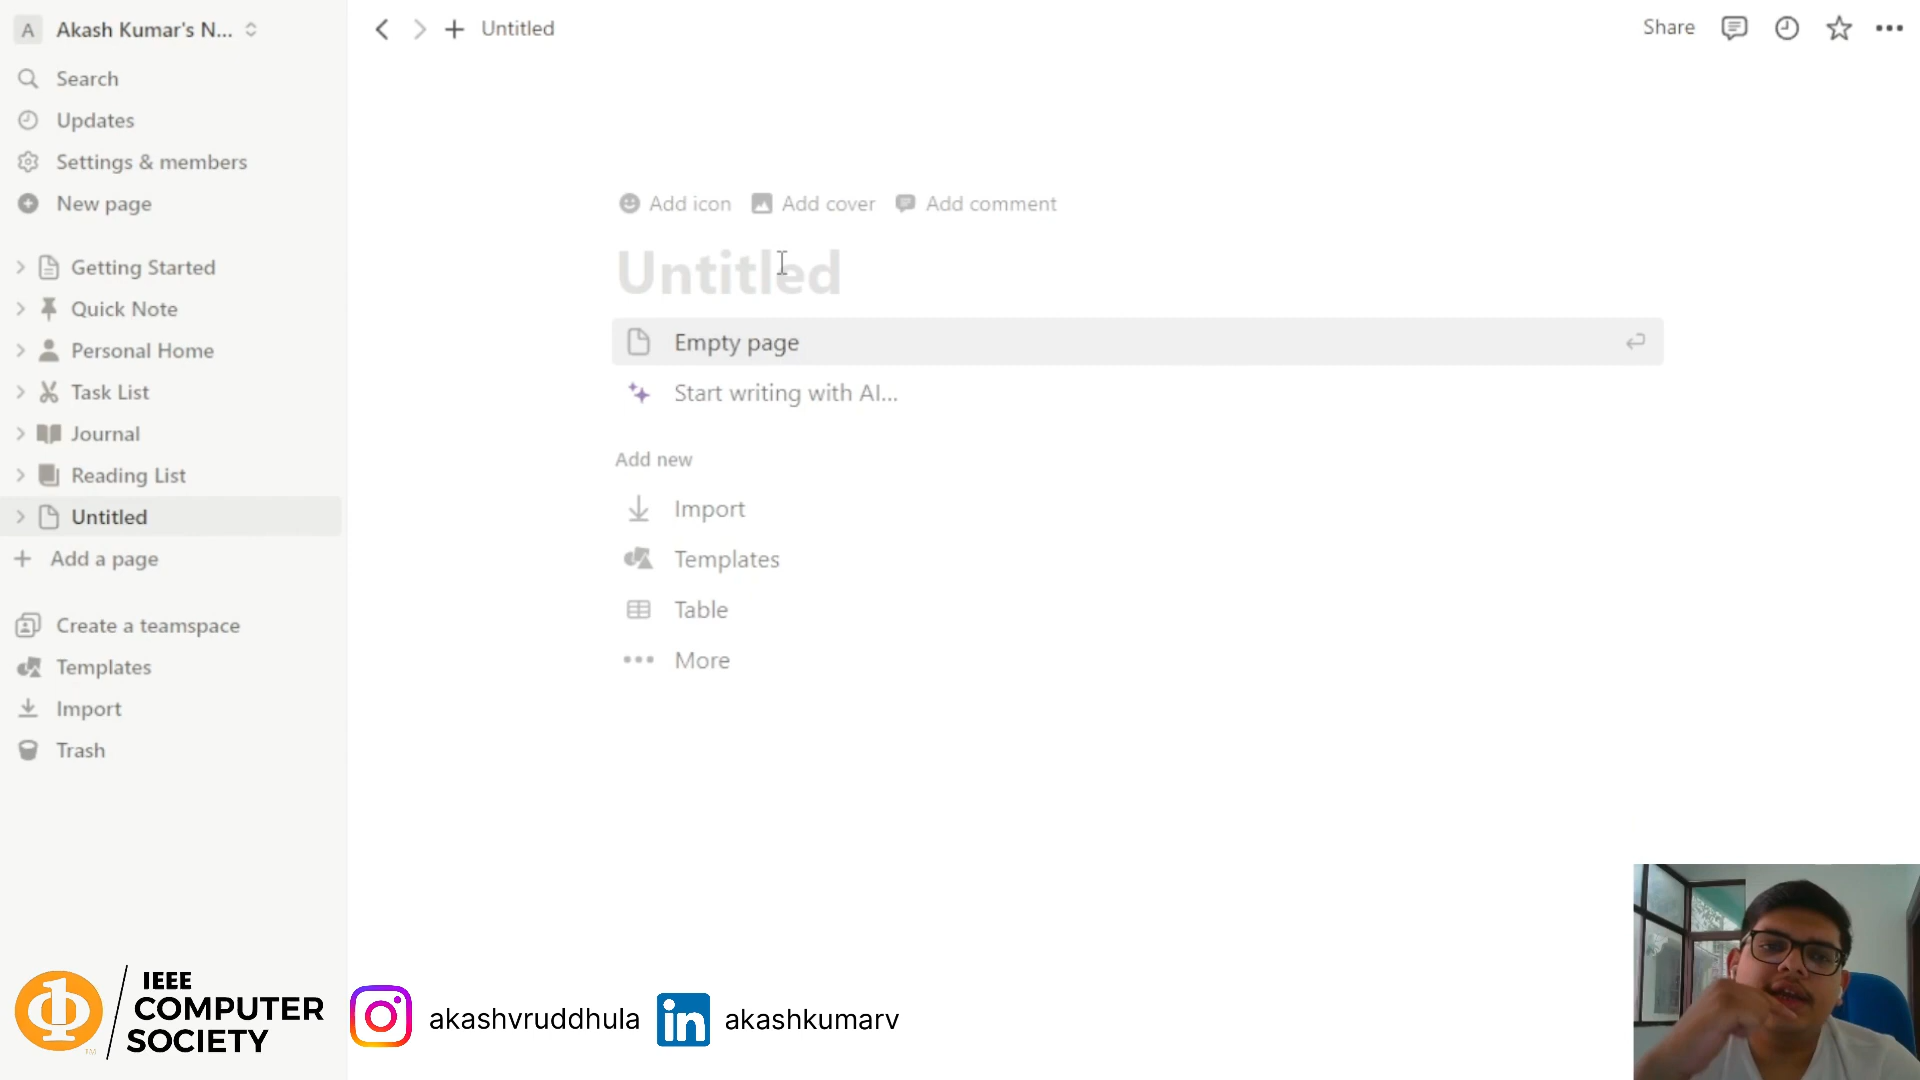 A Akash Kumar's N...
Search
Updates
Settings & members
New page
Getting Started
Quick Note
Personal Home
Task List
Journal
Reading List
Untitled
Add a page
Create a teamspace
Templates
Import
Trash
Untitled
Share
Add icon Add cover Add comment
Untitled
Empty page
Start writing with AI...
Add new
Import
Templates
Table
More
IEEE
COMPUTER
SOCIETY
TM
akashvruddhula
in akashkumarv